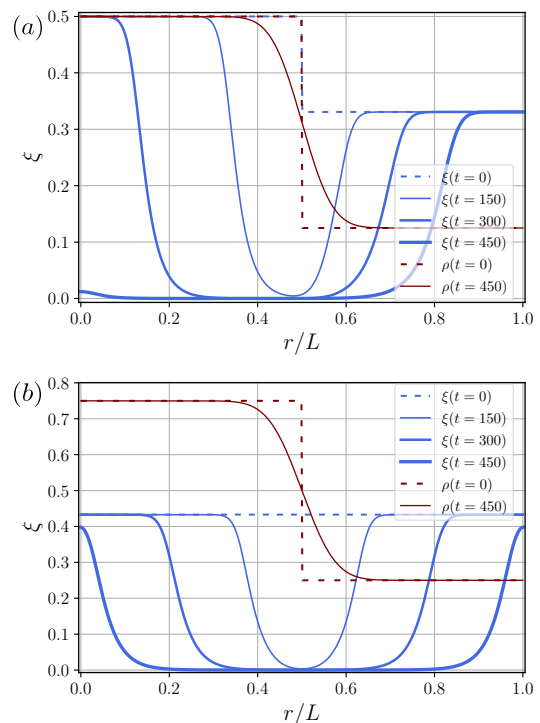 (a)
0.5
0.4
0.3
0.2
0.1
0.0
ξ
ξ(t = 0)
ξ(t = 150)
ξ(t = 300)
ξ(t = 450)
ρ(t = 0)
ρ(t = 450)
0.0 0.2 0.4 0.6 0.8 1.0
r/L
(b)
0.8
0.7
0.6
0.5
0.4
0.3
0.2
0.1
0.0
ξ
ξ(t = 0)
ξ(t = 150)
ξ(t = 300)
ξ(t = 450)
ρ(t = 0)
ρ(t = 450)
0.0 0.2 0.4 0.6 0.8 1.0
r/L